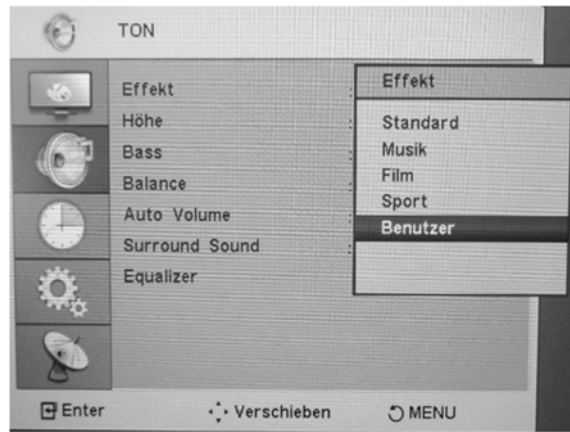 TON
Effekt :
Höhe :
Bass :
Balance
Auto Volume
Surround Sound :
Equalizer
Effekt
Standard
Musik
Film
Sport
Benutzer
Enter
Verschieben
MENU